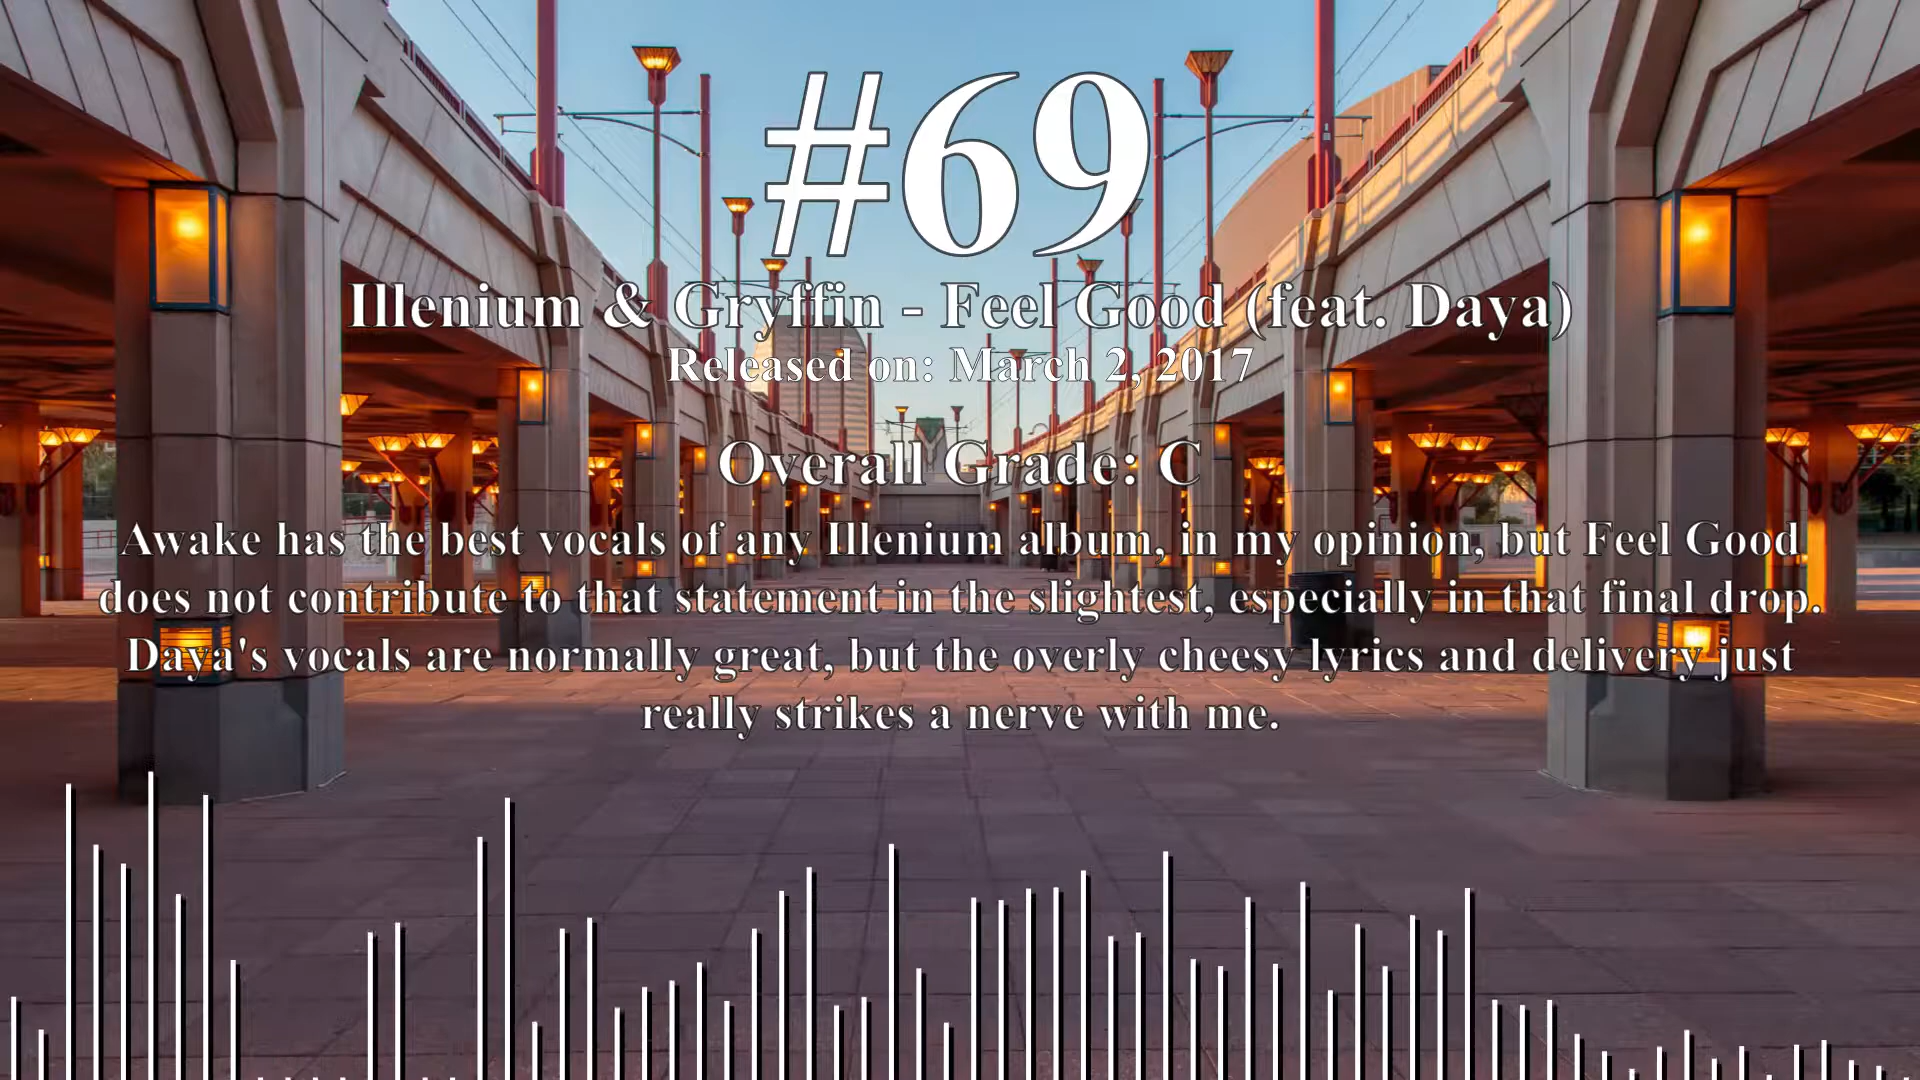 #69
Illenium & Gryffin - Feel Good (feat. Daya)
Released on: March 2, 2017
Overall Grade: C
Awake has the best vocals of any Illenium album, in my opinion, but Feel Good
does not contribute to that statement in the slightest, especially in that final drop.
Daya's vocals are normally great, but the overly cheesy lyrics and delivery just
really strikes a nerve with me.